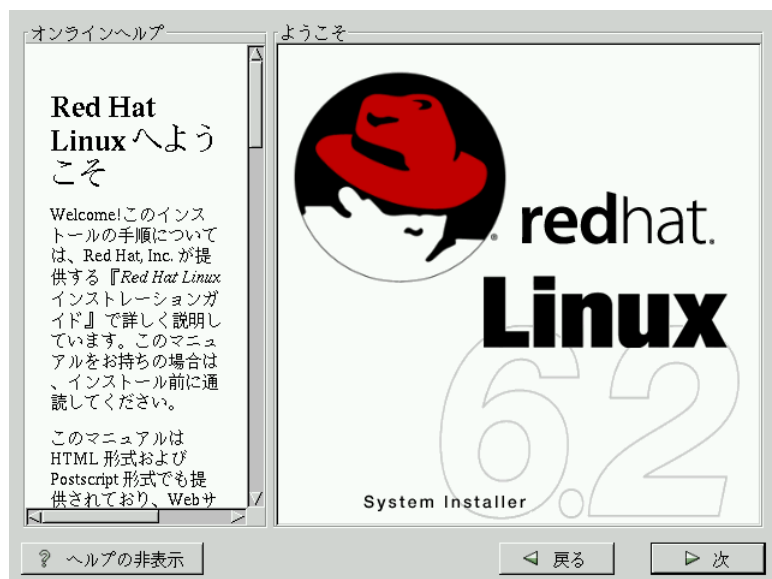 オンラインヘルプ
Red Hat
Linux へよう
こそ
Welcome!このインス
トールの手順について
は、Red Hat, Inc. が提
供する『Red Hat Linux
インストレーションガ
イド』 で詳しく説明し
ています。このマニュ
アルをお持ちの場合は
、インストール前に通
読してください。
このマニュアルは
HTML 形式および
Postscript 形式でも提
供されており、Webサ
ようこそ
redhat.
Linux
6.2
System Installer
? ヘルプの非表示
戻る
次